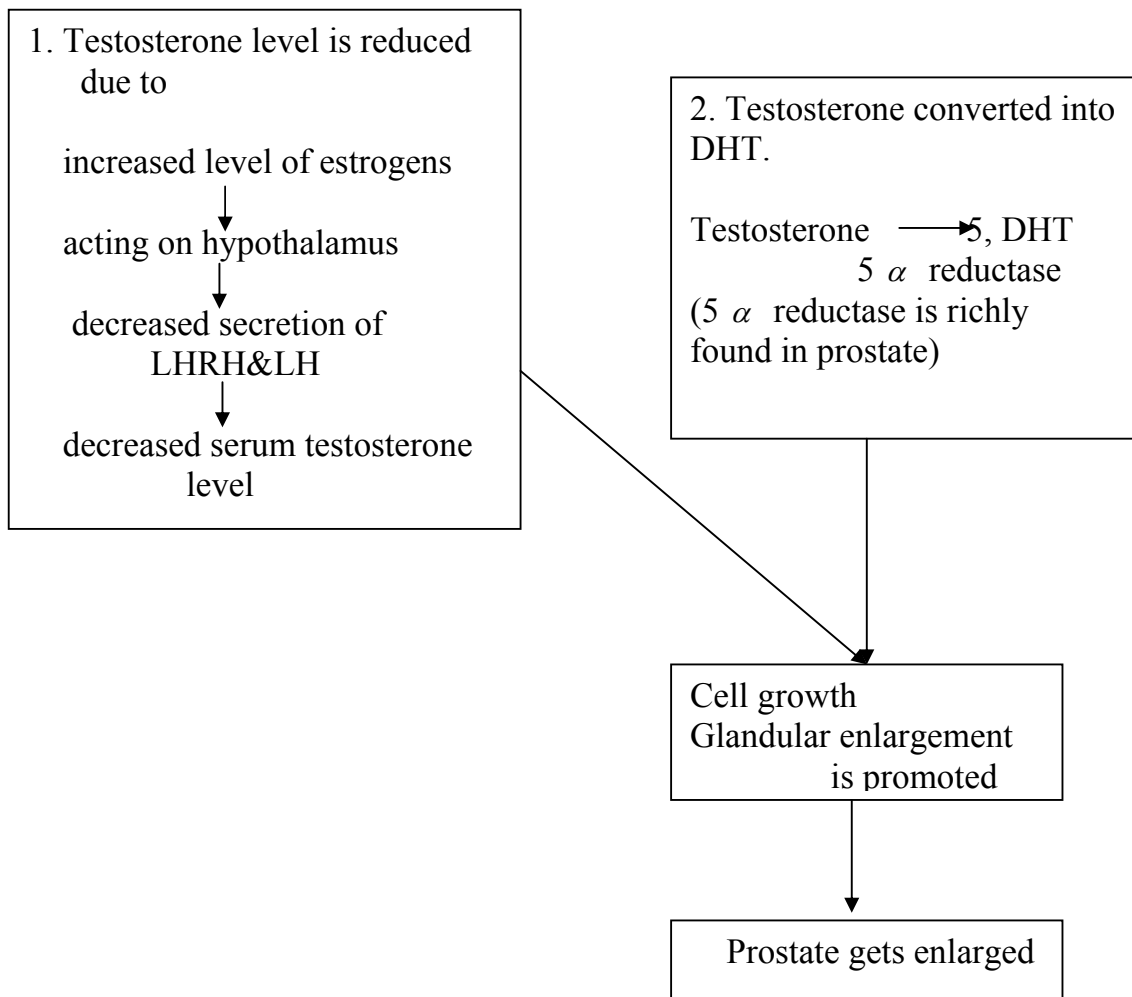 1. Testosterone level is reduced
due to
increased level of estrogens
acting on hypothalamus
decreased secretion of
LHRH&LH
decreased serum testosterone
level
2. Testosterone converted into
DHT.
Testosterone 5, DHT
5 α reductase
(5 α reductase is richly
found in prostate)
Cell growth
Glandular enlargement
is promoted
Prostate gets enlarged